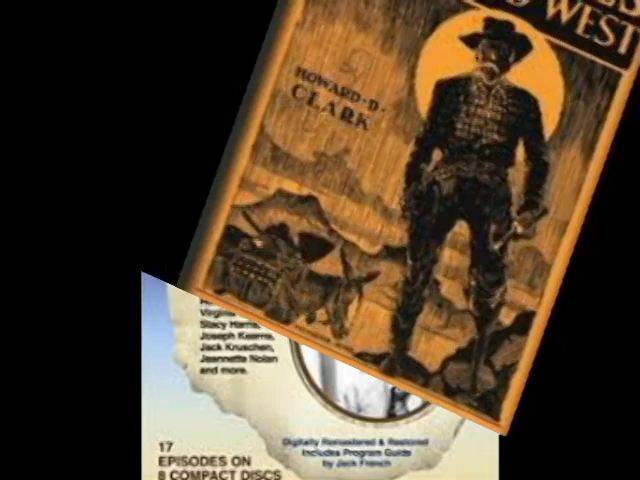 WEST
HOWARD·D·
CLARK
Virginia
Stacy Harris,
Joseph Kearns,
Jack Kruschen,
Jeannette Nolan
and more.
17
EPISODES ON
8 COMPACT DISCS
Digitally Remastered & Restored
Includes Program Guide
by Jack French